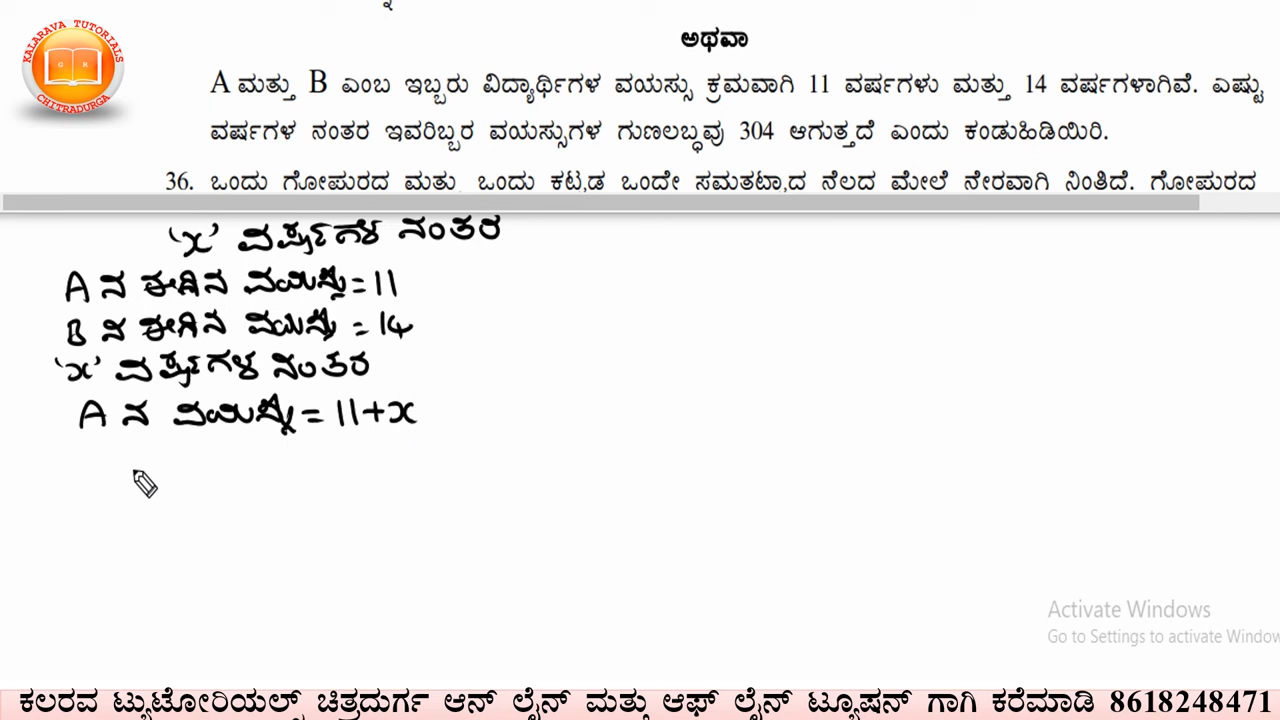 KALARAVA TUTORIALS
G R
CHITRADURGA
ಅಥವಾ
A ಮತ್ತು B ಎಂಬ ಇಬ್ಬರು ವಿದ್ಯಾರ್ಥಿಗಳ ವಯಸ್ಸು ಕ್ರಮವಾಗಿ 11 ವರ್ಷಗಳು ಮತ್ತು 14 ವರ್ಷಗಳಾಗಿವೆ. ಎಷ್ಟು
ವರ್ಷಗಳ ನಂತರ ಇವರಿಬ್ಬರ ವಯಸ್ಸುಗಳ ಗುಣಲಬ್ಧವು 304 ಆಗುತ್ತದೆ ಎಂದು ಕಂಡುಹಿಡಿಯಿರಿ.
36. ಒಂದು ಗೋಪುರದ ಮತ್ತು ಒಂದು ಕಟ್ಟಡ ಒಂದೇ ಸಮತಟ್ಟಾದ ನೆಲದ ಮೇಲೆ ನೇರವಾಗಿ ನಿಂತಿದೆ. ಗೋಪುರದ
'x' ವರ್ಷಗಳ ನಂತರ
A ನ ಈಗಿನ ವಯಸ್ಸು = 11
B ನ ಈಗಿನ ವಯಸ್ಸು = 14
'x' ವರ್ಷಗಳ ನಂತರ
A ನ ವಯಸ್ಸು = 11+x
Activate Windows
Go to Settings to activate Window
ಕಲರವ ಟ್ಯುಟೋರಿಯಲ್ಸ್ ಚಿತ್ರದುರ್ಗ ಆನ್ ಲೈನ್ ಮತ್ತು ಆಫ್ ಲೈನ್ ಟ್ಯೂಷನ್ ಗಾಗಿ ಕರೆಮಾಡಿ 8618248471